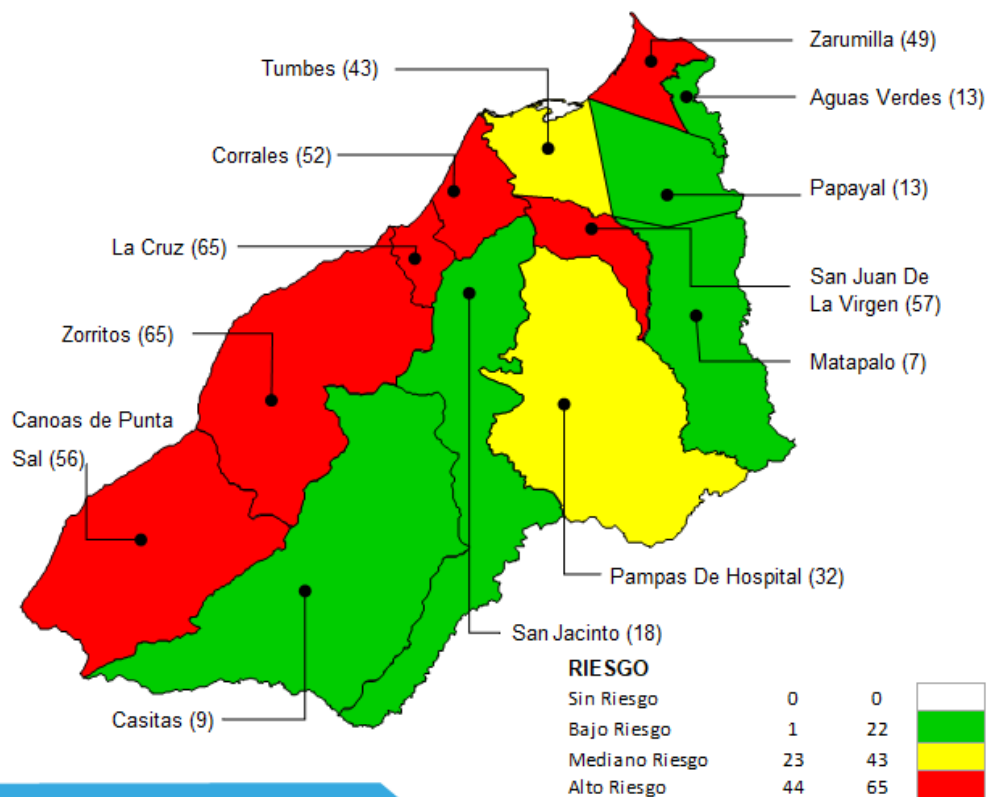 Zarumilla (49)
Tumbes (43)
Aguas Verdes (13)
Corrales (52)
Papayal (13)
La Cruz (65)
San Juan De
La Virgen (57)
Zorritos (65)
Matapalo (7)
Canoas de Punta
Sal (56)
Pampas De Hospital (32)
San Jacinto (18)
Casitas (9)
RIESGO
Sin Riesgo 0 0
Bajo Riesgo 1 22
Mediano Riesgo 23 43
Alto Riesgo 44 65